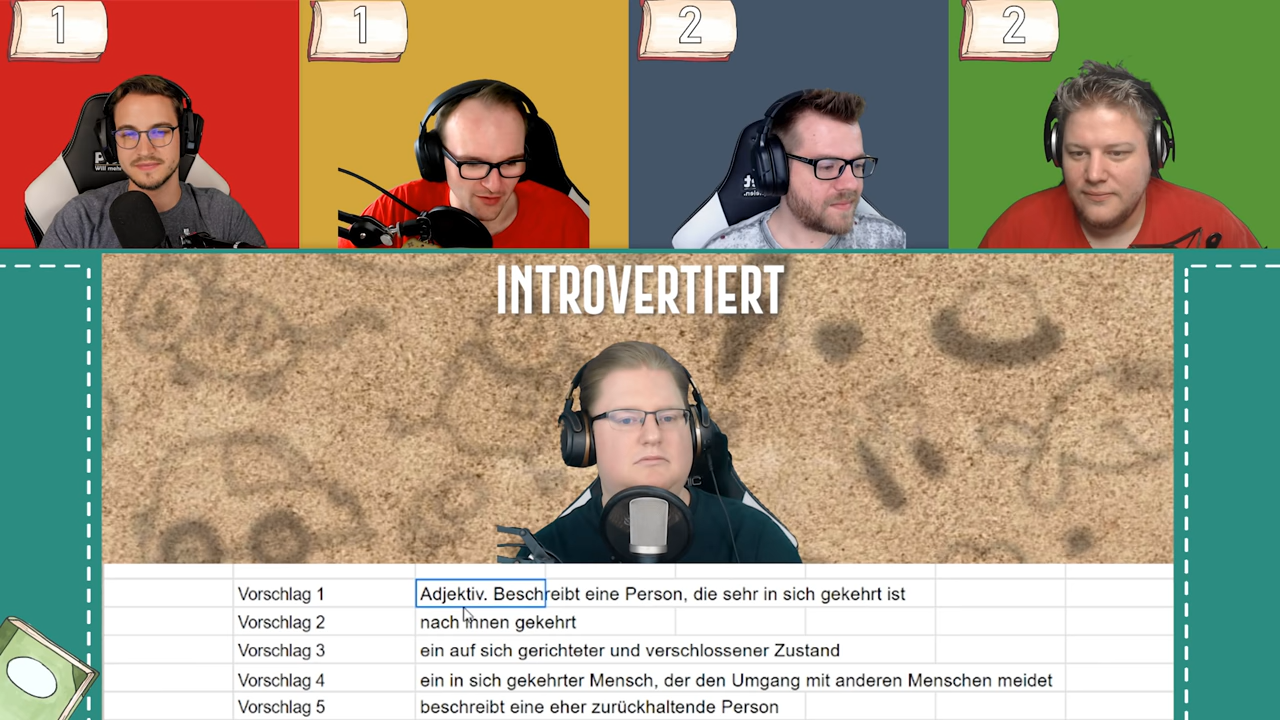 1
1
2
2
INTROVERTIERT
Vorschlag 1 Adjektiv. Beschreibt eine Person, die sehr in sich gekehrt ist
Vorschlag 2 nach innen gekehrt
Vorschlag 3 ein auf sich gerichteter und verschlossener Zustand
Vorschlag 4 ein in sich gekehrter Mensch, der den Umgang mit anderen Menschen meidet
Vorschlag 5 beschreibt eine eher zurückhaltende Person